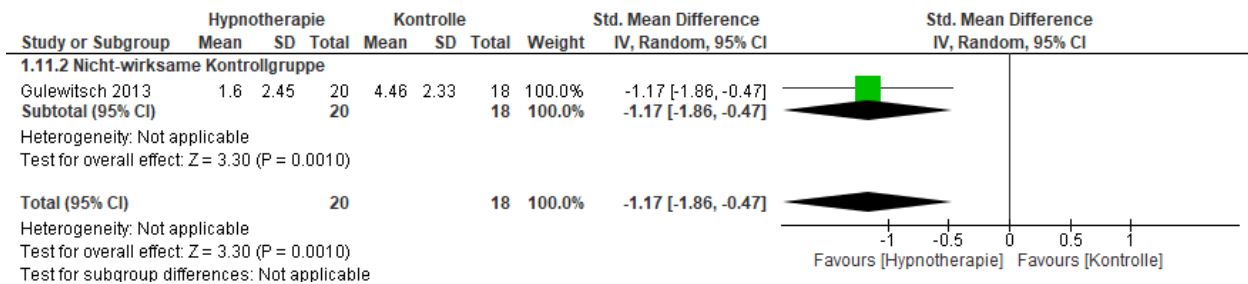 Hypnotherapie Kontrolle Std. Mean Difference Std. Mean Difference
Study or Subgroup Mean SD Total Mean SD Total Weight IV, Random, 95% CI IV, Random, 95% CI
1.11.2 Nicht-wirksame Kontrollgruppe
Gulewitsch 2013 1.6 2.45 20 4.46 2.33 18 100.0% -1.17 [-1.86, -0.47]
Subtotal (95% CI) 20 18 100.0% -1.17 [-1.86, -0.47]
Heterogeneity: Not applicable
Test for overall effect: Z = 3.30 (P = 0.0010)
Total (95% CI) 20 18 100.0% -1.17 [-1.86, -0.47]
Heterogeneity: Not applicable
Test for overall effect: Z = 3.30 (P = 0.0010)
Test for subgroup differences: Not applicable
-1 -0.5 0 0.5 1
Favours [Hypnotherapie] Favours [Kontrolle]